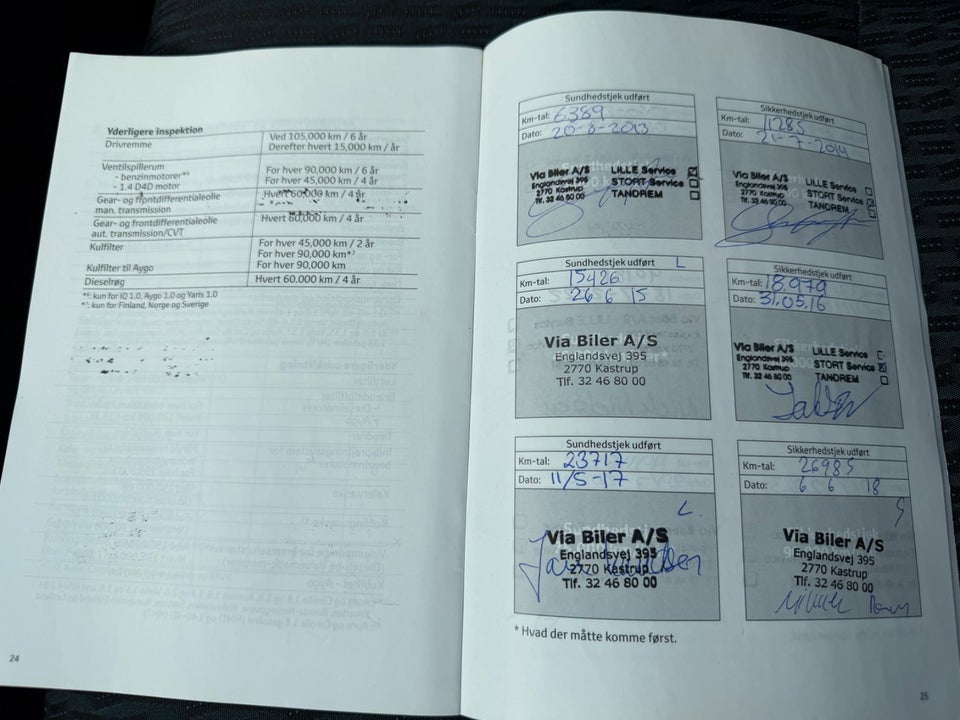 Yderligere inspektion
Drivremme
Ved 105,000 km / 6 år
Derefter hvert 15,000 km / år
Ventilspillerum
- benzinmotorer*⁶
- 1.4 D4D motor
For hver 90,000 km / 6 år
For hver 45,000 km / 4 år
Gear- og frontdifferentialeolie
man. transmission
Hvert 60.000 km / 4 år
Gear- og frontdifferentialeolie
aut. transmission/CVT
Hvert 60,000 km / 4 år
Kulfilter
For hver 45,000 km / 2 år
For hver 90,000 km*⁷
Kulfilter til Aygo
For hver 90,000 km
Dieselrøg
Hvert 60.000 km / 4 år
*⁶: kun for iQ 1.0, Aygo 1.0 og Yaris 1.0
*⁷: kun for Finland, Norge og Sverige
24
Sundhedstjek udført
Km-tal: 6389
Dato: 20-8-2013
Via Biler A/S
Englandsvej 395
2770 Kastrup
Tlf. 32 46 80 00
LILLE Service
STORT Service
TANDREM
Sikkerhedstjek udført
Km-tal: 11285
Dato: 21-7-2014
Via Biler A/S
Englandsvej 395
2770 Kastrup
Tlf. 32 46 80 00
LILLE Service
STORT Service
TANDREM
Sundhedstjek udført L
Km-tal: 15426
Dato: 26 6 15
Via Biler A/S
Englandsvej 395
2770 Kastrup
Tlf. 32 46 80 00
Sikkerhedstjek udført
Km-tal: 18.979
Dato: 31.05.16
Via Biler A/S
Englandsvej 395
2770 Kastrup
Tlf. 32 46 80 00
LILLE Service
STORT Service
TANDREM
Sundhedstjek udført
Km-tal: 23717
Dato: 11/5-17
L.
Via Biler A/S
Englandsvej 395
2770 Kastrup
Tlf. 32 46 80 00
Sikkerhedstjek udført
Km-tal: 26985
Dato: 6 6 18
S
Via Biler A/S
Englandsvej 395
2770 Kastrup
Tlf. 32 46 80 00
* Hvad der måtte komme først.
25